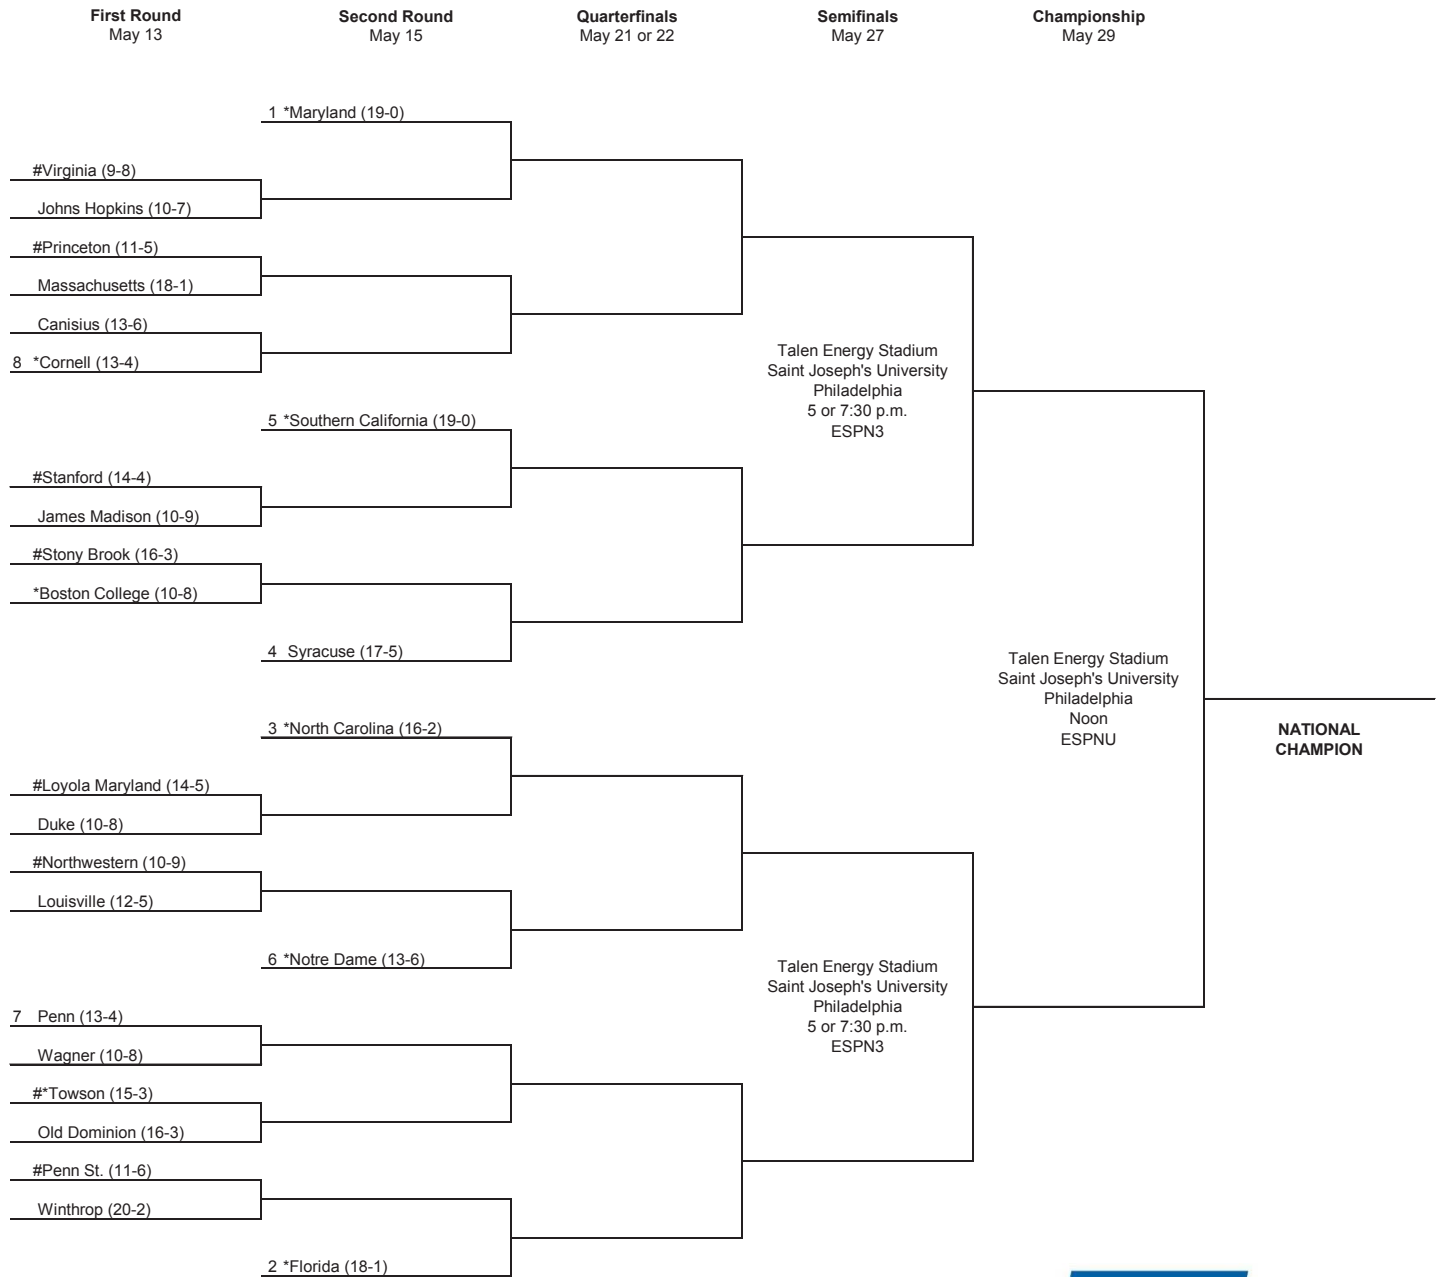 First Round
May 13
Second Round
May 15
Quarterfinals
May 21 or 22
Semifinals
May 27
Championship
May 29
1 *Maryland (19-0)
#Virginia (9-8)
Johns Hopkins (10-7)
#Princeton (11-5)
Massachusetts (18-1)
Canisius (13-6)
8 *Cornell (13-4)
5 *Southern California (19-0)
#Stanford (14-4)
James Madison (10-9)
#Stony Brook (16-3)
*Boston College (10-8)
4 Syracuse (17-5)
Talen Energy Stadium
Saint Joseph's University
Philadelphia
5 or 7:30 p.m.
ESPN3
3 *North Carolina (16-2)
#Loyola Maryland (14-5)
Duke (10-8)
#Northwestern (10-9)
Louisville (12-5)
6 *Notre Dame (13-6)
7 Penn (13-4)
Wagner (10-8)
#*Towson (15-3)
Old Dominion (16-3)
#Penn St. (11-6)
Winthrop (20-2)
2 *Florida (18-1)
Talen Energy Stadium
Saint Joseph's University
Philadelphia
5 or 7:30 p.m.
ESPN3
Talen Energy Stadium
Saint Joseph's University
Philadelphia
Noon
ESPNU
NATIONAL
CHAMPION